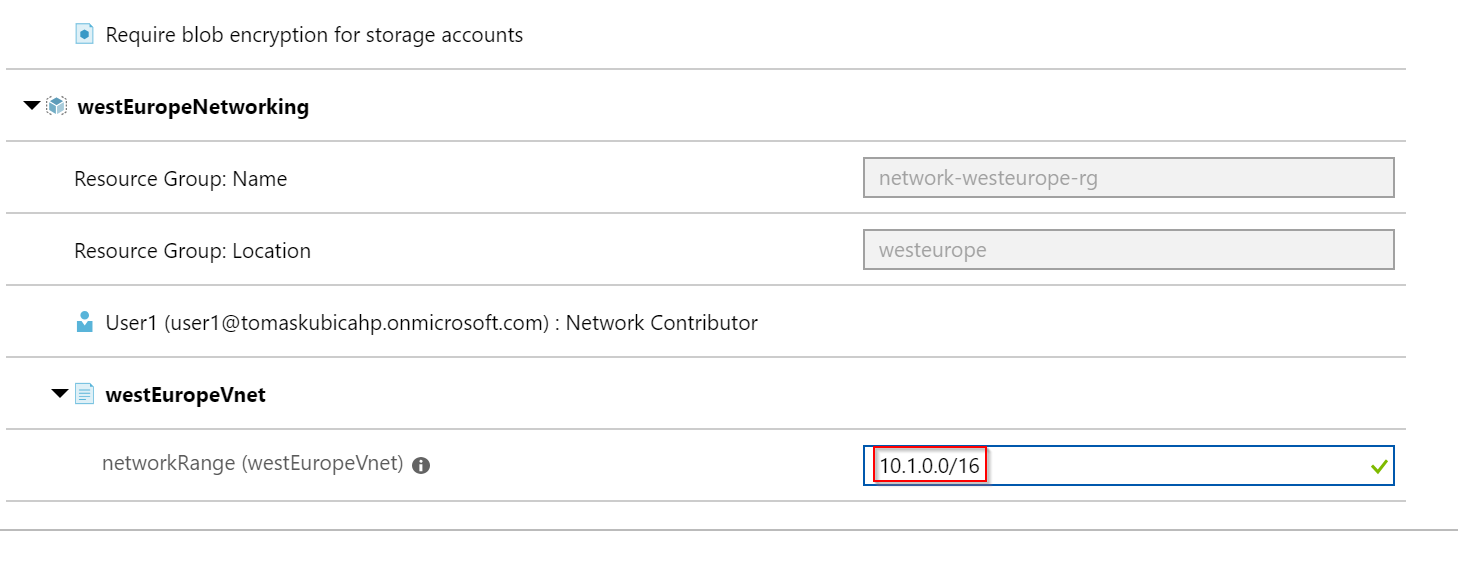 Require blob encryption for storage accounts
westEuropeNetworking
Resource Group: Name
network-westeurope-rg
Resource Group: Location
westeurope
User1 (user1@tomaskubicahp.onmicrosoft.com) : Network Contributor
westEuropeVnet
networkRange (westEuropeVnet)
10.1.0.0/16